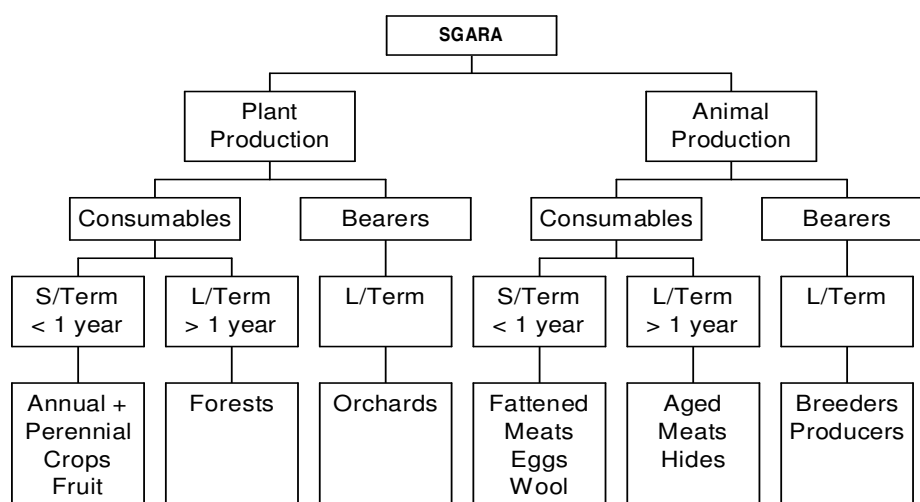 SGARA
Plant
Production
Animal
Production
Consumables
Bearers
Consumables
Bearers
S/Term
< 1 year
L/Term
> 1 year
L/Term
S/Term
< 1 year
L/Term
> 1 year
L/Term
Annual +
Perennial
Crops
Fruit
Forests
Orchards
Fattened
Meats
Eggs
Wool
Aged
Meats
Hides
Breeders
Producers